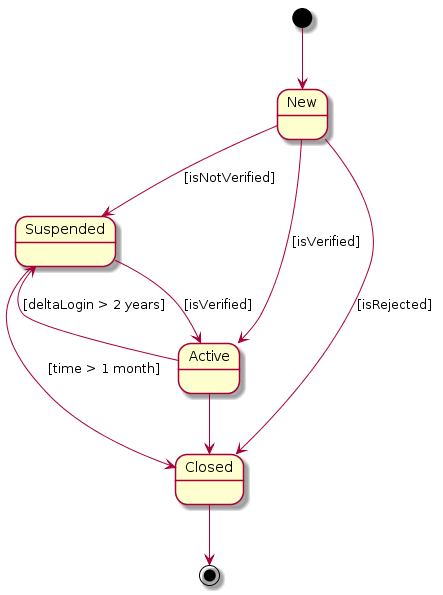 New
[isNotVerified]
Suspended
[isVerified]
[deltaLogin > 2 years]
[isVerified]
[isRejected]
Active
[time > 1 month]
Closed